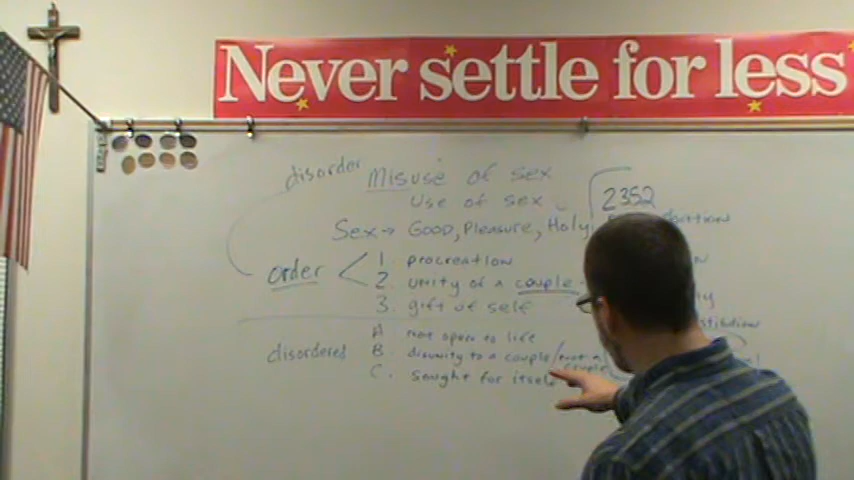 Never settle for less
disorder
Misuse of sex
Use of sex
2352
Sex → GOOD, Pleasure, Holy
order
1. procreation
2. unity of a couple
3. gift of self
disordered
A. not open to life
B. disunity to a couple / not a couple
C. sought for itself